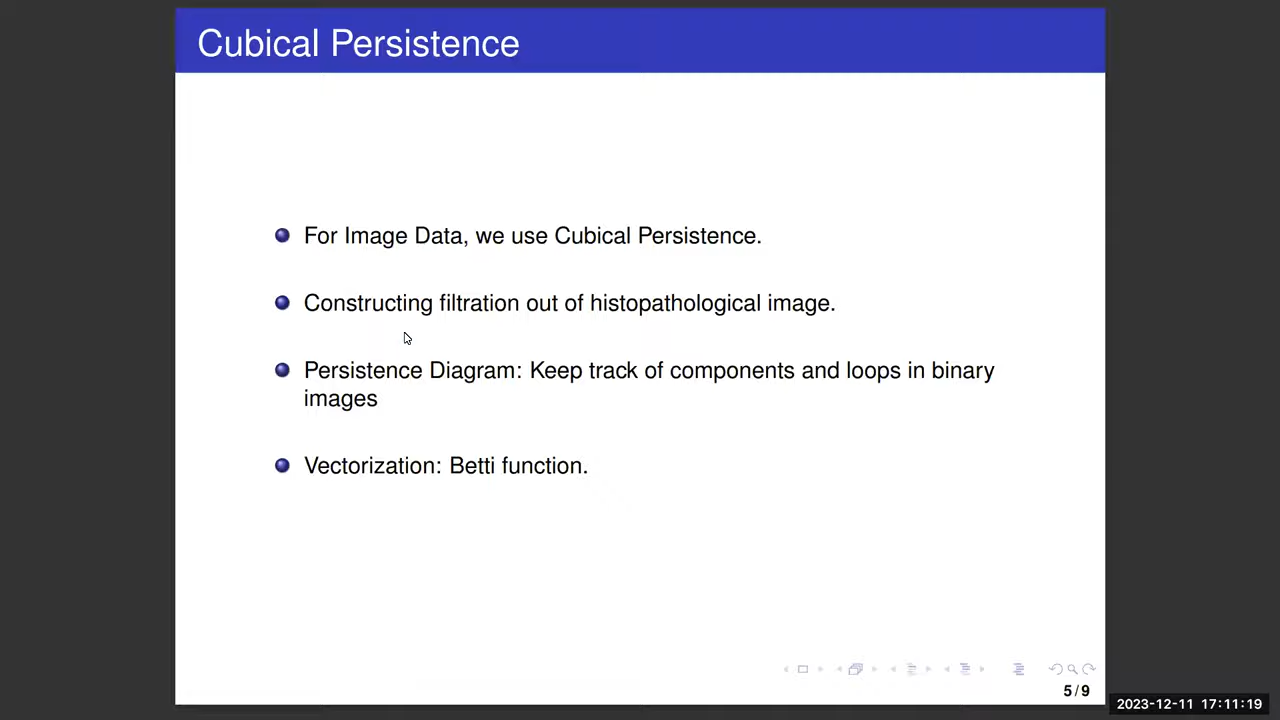 Cubical Persistence
For Image Data, we use Cubical Persistence.
Constructing filtration out of histopathological image.
Persistence Diagram: Keep track of components and loops in binary
images
Vectorization: Betti function.
5/9
2023-12-11 17:11:19